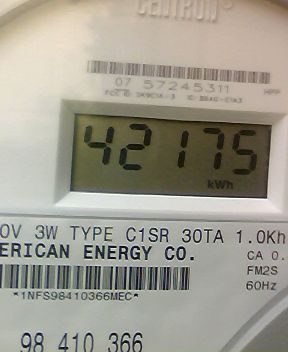 CENTRON®
07 57245311
42175
kWh
0V 3W TYPE C1SR 30TA 1.0Kh
ERICAN ENERGY CO.
CA 0.
FM2S
60Hz
*1NFS98410366MEC*
98 410 366